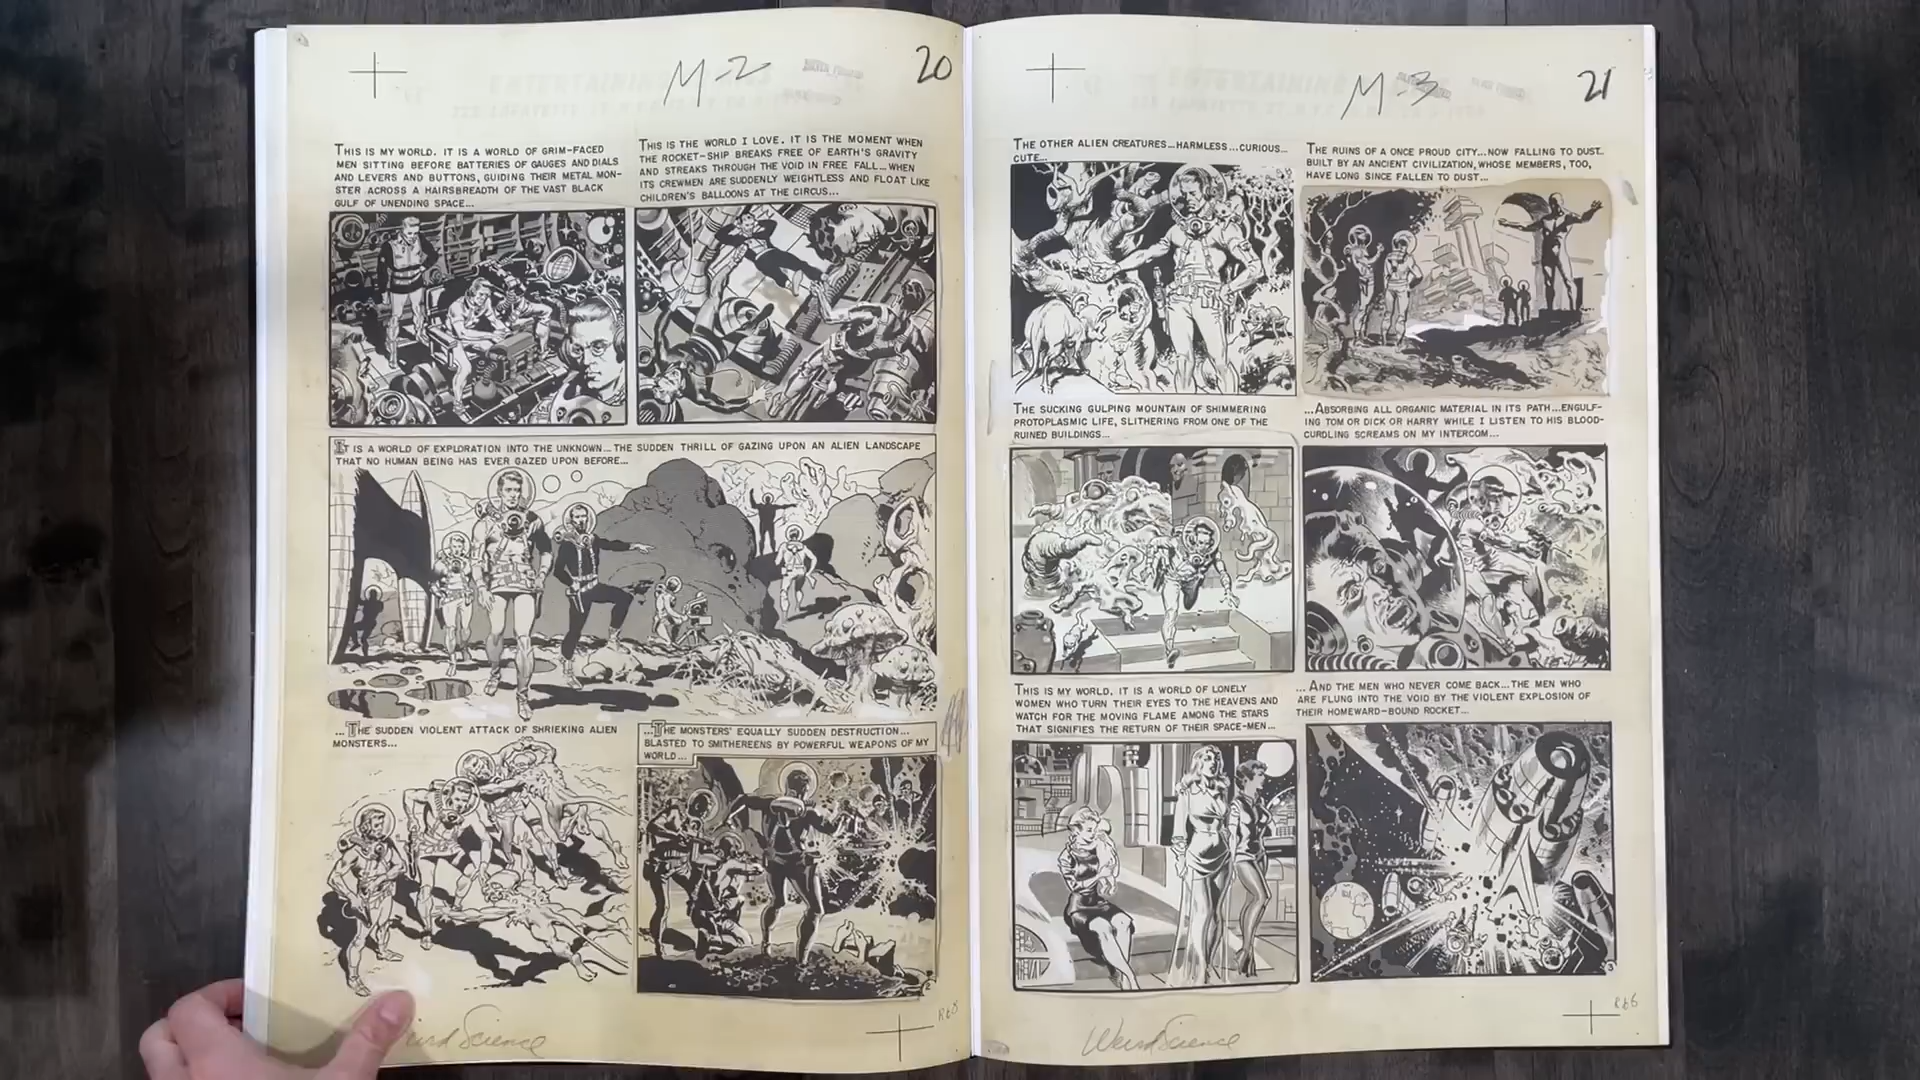 M-2
20
THIS IS MY WORLD. IT IS A WORLD OF GRIM-FACED
MEN SITTING BEFORE BATTERIES OF GAUGES AND DIALS
AND LEVERS AND BUTTONS, GUIDING THEIR METAL MON-
STER ACROSS A HAIRSBREADTH OF THE VAST BLACK
GULF OF UNENDING SPACE...
THIS IS THE WORLD I LOVE. IT IS THE MOMENT WHEN
THE ROCKET-SHIP BREAKS FREE OF EARTH'S GRAVITY
AND STREAKS THROUGH THE VOID IN FREE FALL...WHEN
ITS CREWMEN ARE SUDDENLY WEIGHTLESS AND FLOAT LIKE
CHILDREN'S BALLOONS AT THE CIRCUS...
IT IS A WORLD OF EXPLORATION INTO THE UNKNOWN...THE SUDDEN THRILL OF GAZING UPON AN ALIEN LANDSCAPE
THAT NO HUMAN BEING HAS EVER GAZED UPON BEFORE...
...THE SUDDEN VIOLENT ATTACK OF SHRIEKING ALIEN
MONSTERS...
...THE MONSTERS' EQUALLY SUDDEN DESTRUCTION...
BLASTED TO SMITHEREENS BY POWERFUL WEAPONS OF MY
WORLD...
2
Science
M-3
21
THE OTHER ALIEN CREATURES...HARMLESS...CURIOUS...
CUTE...
THE RUINS OF A ONCE PROUD CITY...NOW FALLING TO DUST..
BUILT BY AN ANCIENT CIVILIZATION, WHOSE MEMBERS, TOO,
HAVE LONG SINCE FALLEN TO DUST...
THE SUCKING GULPING MOUNTAIN OF SHIMMERING
PROTOPLASMIC LIFE, SLITHERING FROM ONE OF THE
RUINED BUILDINGS...
...ABSORBING ALL ORGANIC MATERIAL IN ITS PATH...ENGULF-
ING TOM OR DICK OR HARRY WHILE I LISTEN TO HIS BLOOD-
CURDLING SCREAMS ON MY INTERCOM...
THIS IS MY WORLD. IT IS A WORLD OF LONELY
WOMEN WHO TURN THEIR EYES TO THE HEAVENS AND
WATCH FOR THE MOVING FLAME AMONG THE STARS
THAT SIGNIFIES THE RETURN OF THEIR SPACE-MEN...
...AND THE MEN WHO NEVER COME BACK...THE MEN WHO
ARE FLUNG INTO THE VOID BY THE VIOLENT EXPLOSION OF
THEIR HOMEWARD-BOUND ROCKET...
3
Weird Science